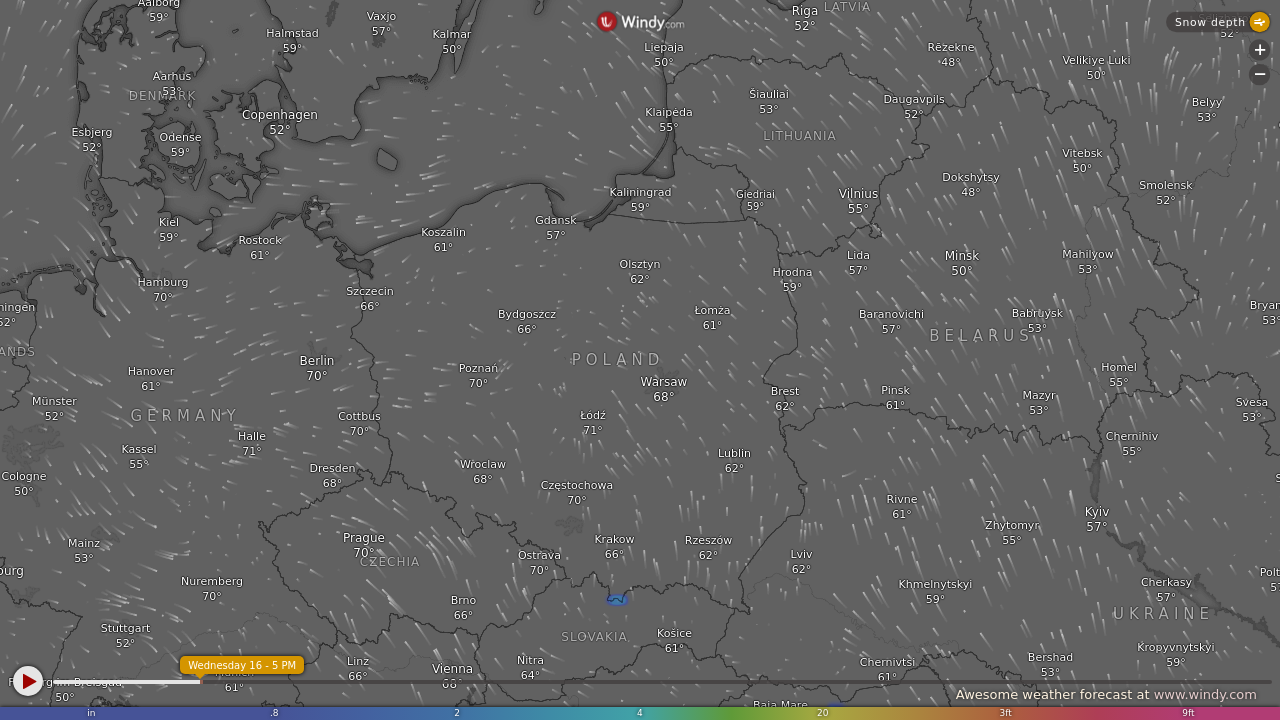 Aalborg
59°
Vaxjo
57°
Halmstad
59°
Kalmar
50°
Windy.com
Riga
52°
LATVIA
Snow depth
52°
Liepaja
50°
Rēzekne
48°
Velikiye Luki
50°
Aarhus
53°
DENMARK
Copenhagen
52°
Esbjerg
52°
Odense
59°
Klaipėda
55°
Šiauliai
53°
LITHUANIA
Daugavpils
52°
Belyy
53°
Vitebsk
50°
Dokshytsy
48°
Smolensk
52°
Kaliningrad
59°
Giedriai
59°
Vilnius
55°
Kiel
59°
Rostock
61°
Koszalin
61°
Gdansk
57°
Olsztyn
62°
Hrodna
59°
Lida
57°
Minsk
50°
Mahilyow
53°
Hamburg
70°
Szczecin
66°
Bydgoszcz
66°
Łomża
61°
Baranovichi
57°
Babruysk
53°
BELARUS
POLAND
Berlin
70°
Hanover
61°
Poznań
70°
Warsaw
68°
Brest
62°
Pinsk
61°
Homel
55°
Mazyr
53°
Svesa
53°
Münster
52°
GERMANY
Cottbus
70°
Łódź
71°
Halle
71°
Kassel
55°
Chernihiv
55°
Cologne
50°
Dresden
68°
Wrocław
68°
Częstochowa
70°
Lublin
62°
Rivne
61°
Zhytomyr
55°
Kyiv
57°
Mainz
53°
Prague
70°
CZECHIA
Ostrava
70°
Krakow
66°
Rzeszów
62°
Lviv
62°
Nuremberg
70°
Brno
66°
Khmelnytskyi
59°
Cherkasy
57°
UKRAINE
Stuttgart
52°
SLOVAKIA
Košice
61°
Kropyvnytskyi
59°
Wednesday 16 - 5 PM
Linz
66°
Vienna
68°
Nitra
64°
Chernivtsi
61°
Bershad
53°
50°
61°
Baia Mare
Awesome weather forecast at www.windy.com
in .8 2 4 20 3ft 9ft